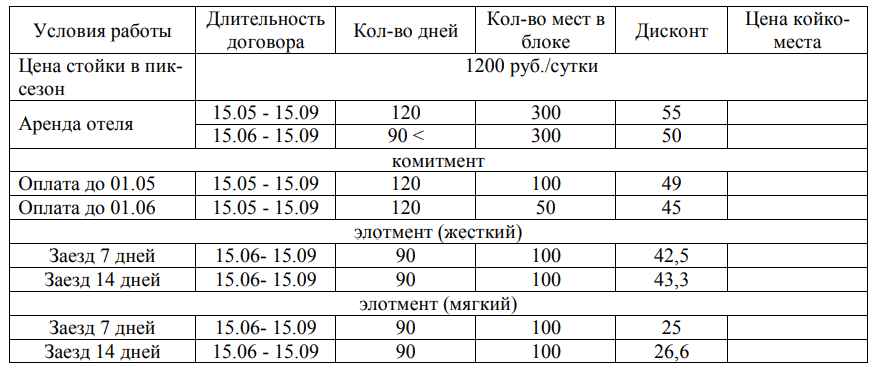 Условия работы Длительность договора Кол-во дней Кол-во мест в блоке Дисконт Цена койко-места
Цена стойки в пик-сезон 1200 руб./сутки
Аренда отеля 15.05 - 15.09 120 300 55
15.06 - 15.09 90 < 300 50
комитмент
Оплата до 01.05 15.05 - 15.09 120 100 49
Оплата до 01.06 15.05 - 15.09 120 50 45
элотмент (жесткий)
Заезд 7 дней 15.06- 15.09 90 100 42,5
Заезд 14 дней 15.06- 15.09 90 100 43,3
элотмент (мягкий)
Заезд 7 дней 15.06- 15.09 90 100 25
Заезд 14 дней 15.06 - 15.09 90 100 26,6